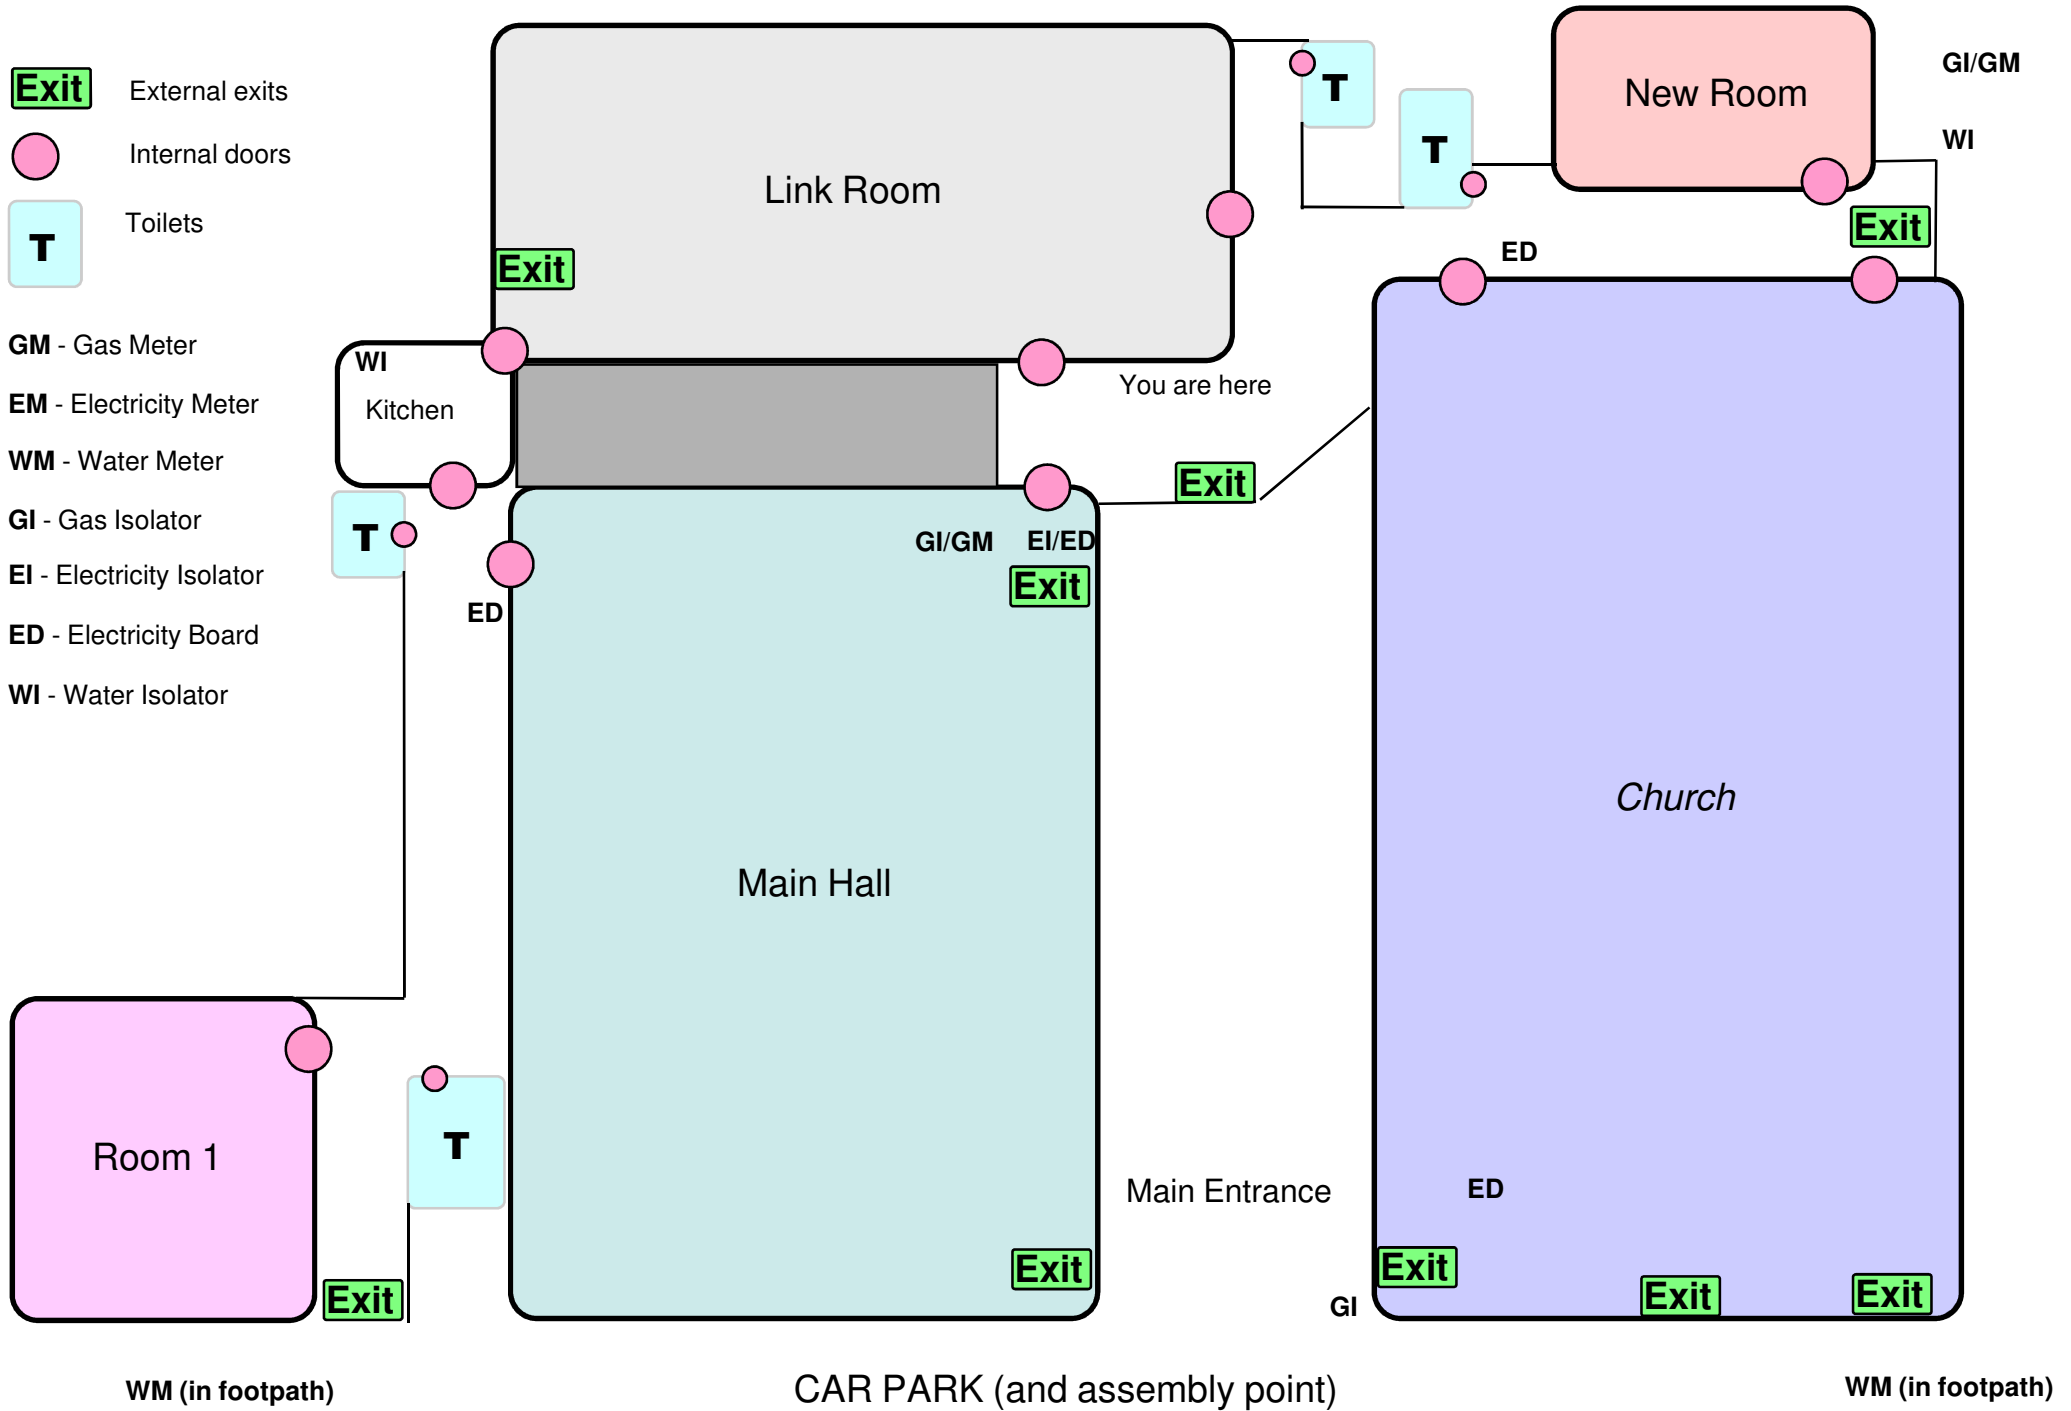 Exit
External exits
Internal doors
T
Toilets
GM - Gas Meter
EM - Electricity Meter
WM - Water Meter
GI - Gas Isolator
EI - Electricity Isolator
ED - Electricity Board
WI - Water Isolator
Link Room
Exit
T
T
New Room
GI/GM
WI
Exit
ED
WI
Kitchen
You are here
Exit
T
GI/GM
EI/ED
Exit
ED
Church
Main Hall
Room 1
T
Main Entrance
ED
Exit
Exit
Exit
Exit
Exit
GI
WM (in footpath)
CAR PARK (and assembly point)
WM (in footpath)